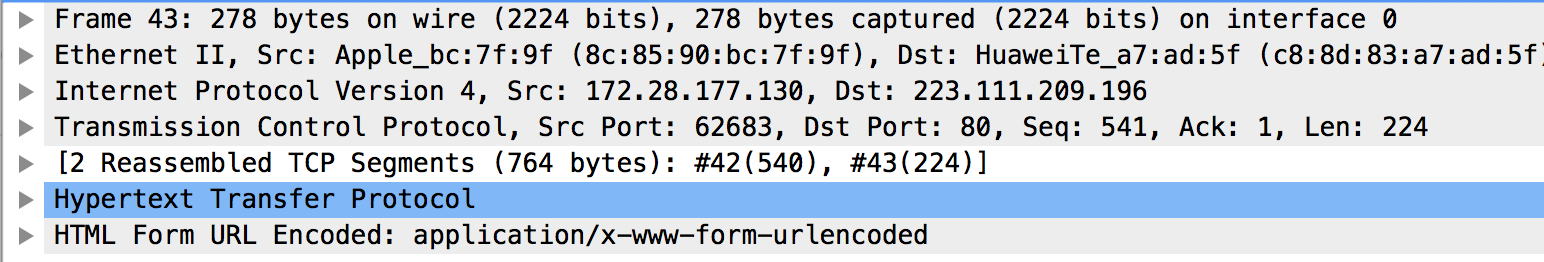 Frame 43: 278 bytes on wire (2224 bits), 278 bytes captured (2224 bits) on interface 0
Ethernet II, Src: Apple_bc:7f:9f (8c:85:90:bc:7f:9f), Dst: HuaweiTe_a7:ad:5f (c8:8d:83:a7:ad:5f)
Internet Protocol Version 4, Src: 172.28.177.130, Dst: 223.111.209.196
Transmission Control Protocol, Src Port: 62683, Dst Port: 80, Seq: 541, Ack: 1, Len: 224
[2 Reassembled TCP Segments (764 bytes): #42(540), #43(224)]
Hypertext Transfer Protocol
HTML Form URL Encoded: application/x-www-form-urlencoded